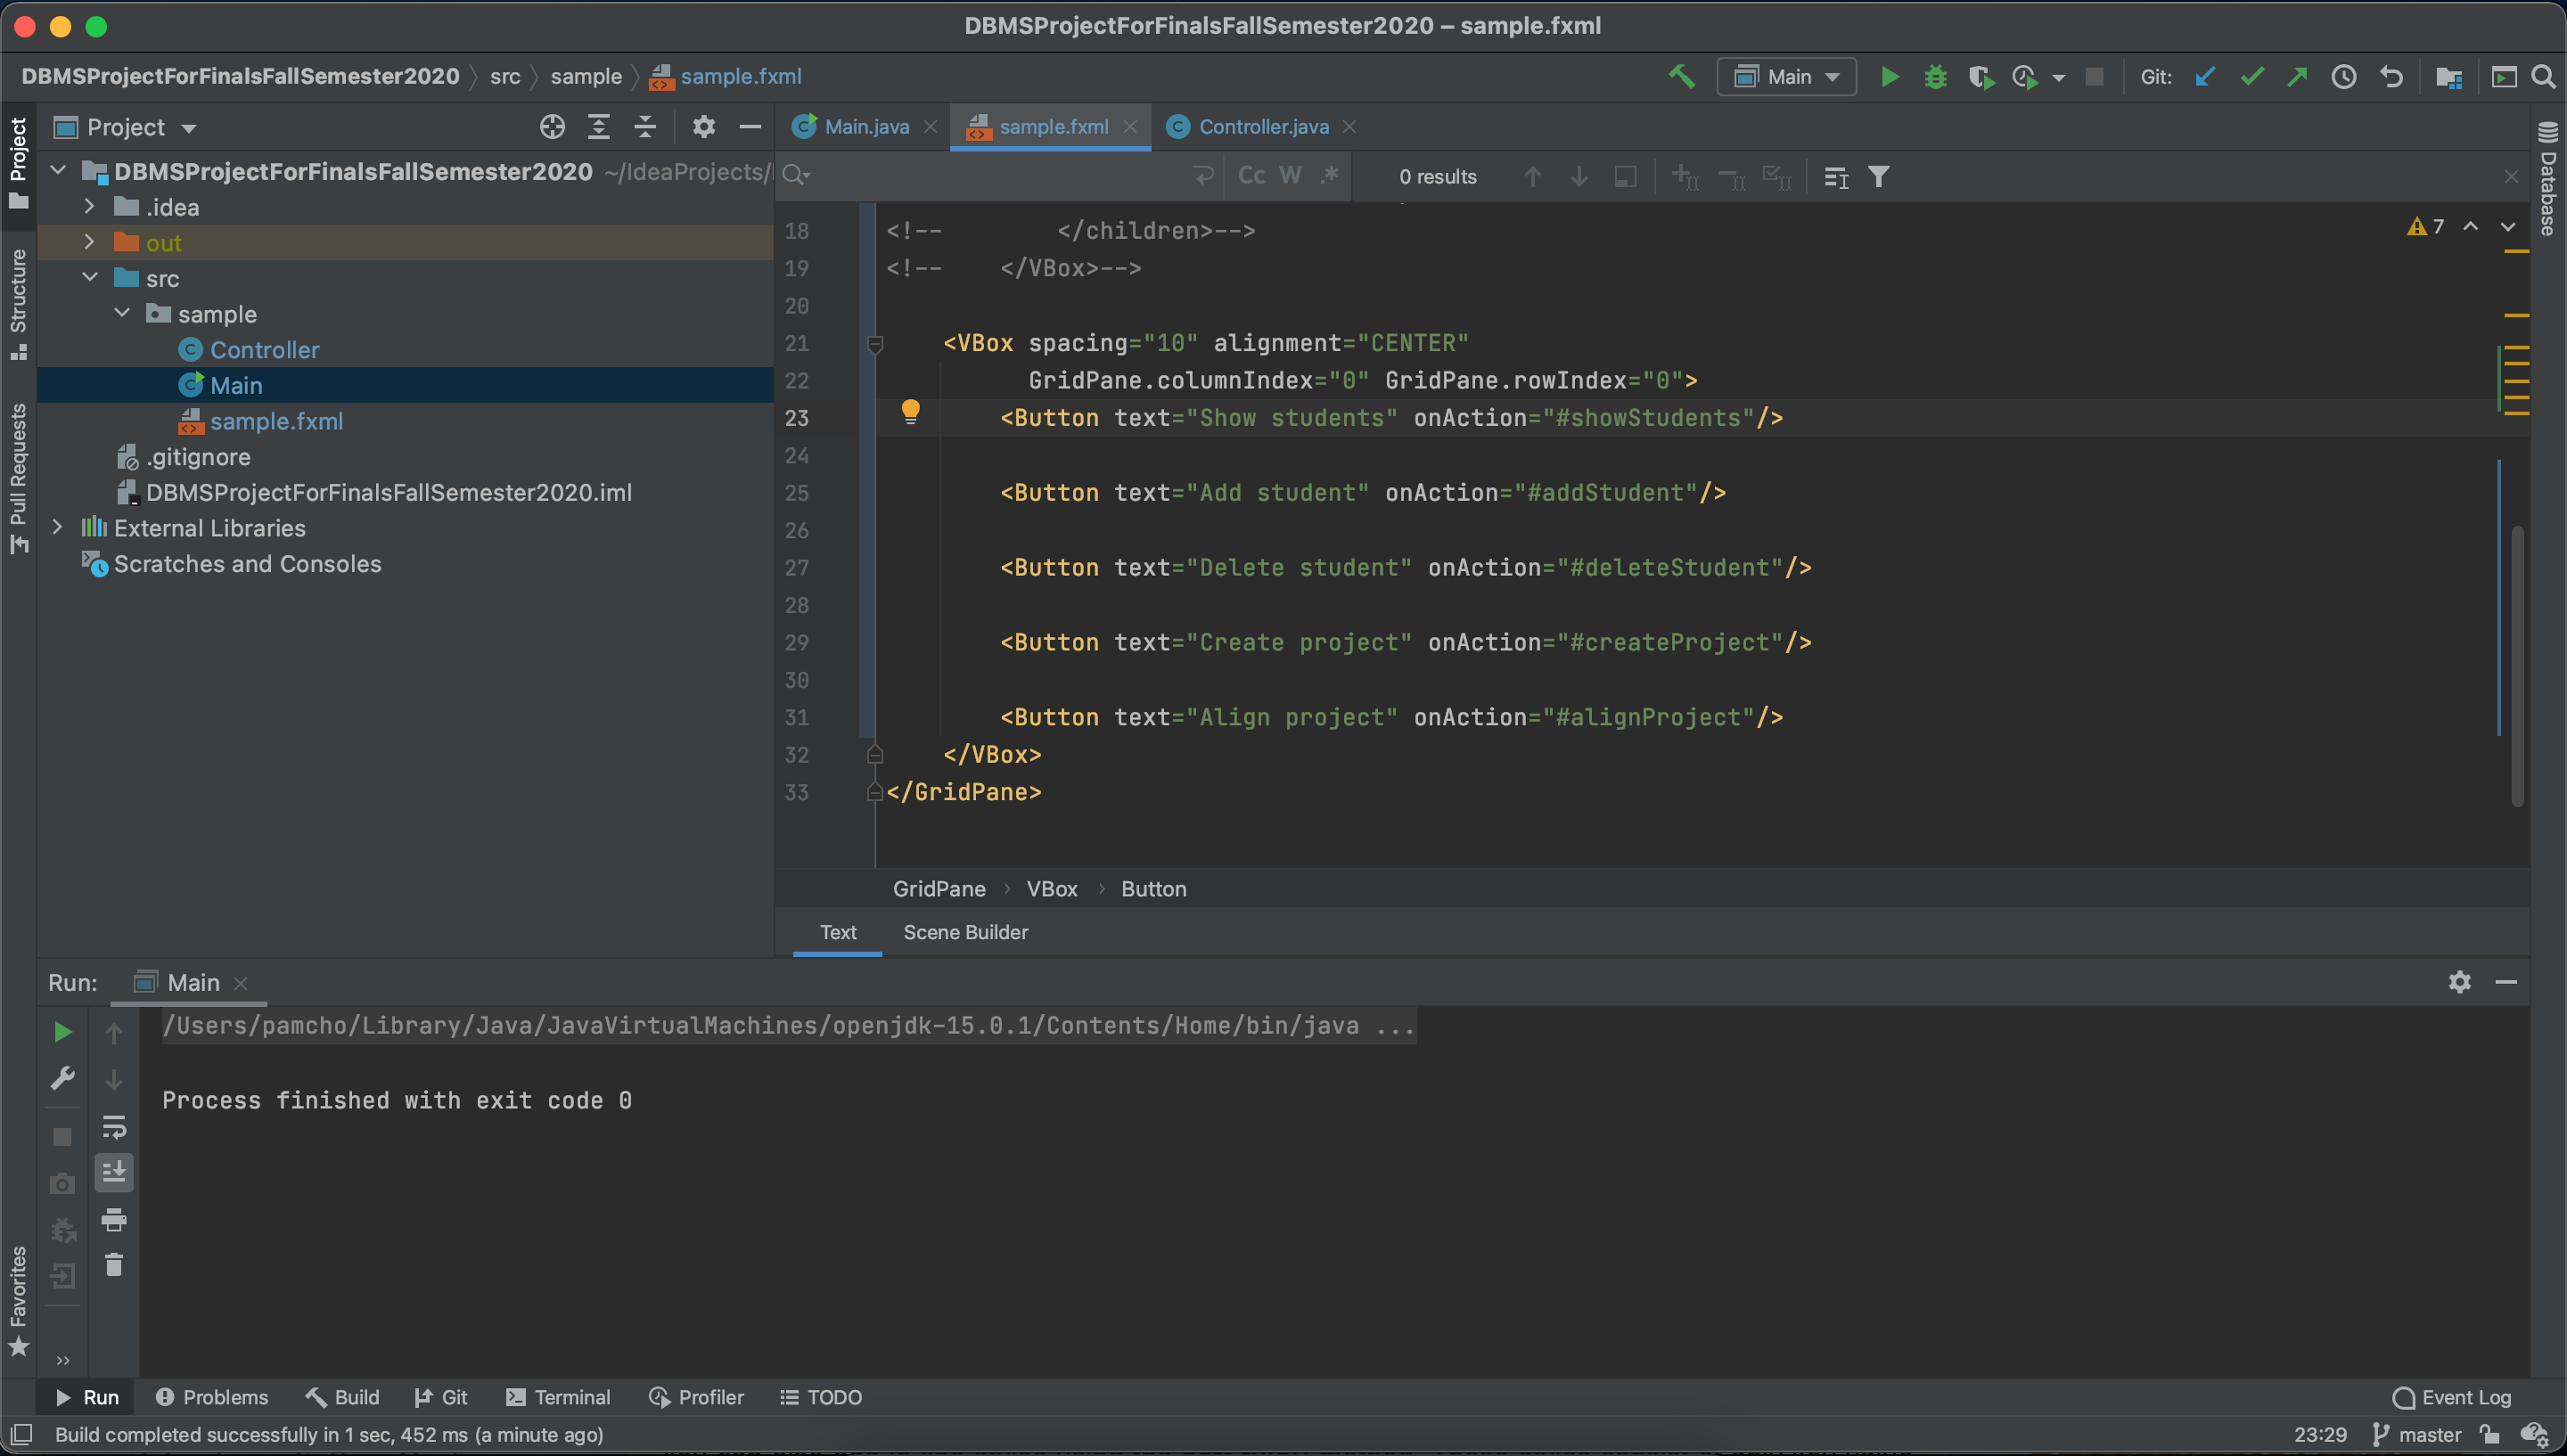 DBMSProjectForFinalsFallSemester2020 – sample.fxml
DBMSProjectForFinalsFallSemester2020 src sample sample.fxml Main Git:
Project
Structure
Pull Requests
Favorites
Project
DBMSProjectForFinalsFallSemester2020 ~/IdeaProjects/
.idea
out
src
sample
Controller
Main
sample.fxml
.gitignore
DBMSProjectForFinalsFallSemester2020.iml
External Libraries
Scratches and Consoles
Main.java sample.fxml Controller.java
Cc W .* 0 results
7
18 <!--        </children>-->
19 <!--    </VBox>-->
20
21 <VBox spacing="10" alignment="CENTER"
22 GridPane.columnIndex="0" GridPane.rowIndex="0">
23 <Button text="Show students" onAction="#showStudents"/>
24
25 <Button text="Add student" onAction="#addStudent"/>
26
27 <Button text="Delete student" onAction="#deleteStudent"/>
28
29 <Button text="Create project" onAction="#createProject"/>
30
31 <Button text="Align project" onAction="#alignProject"/>
32 </VBox>
33 </GridPane>
GridPane › VBox › Button
Text Scene Builder
Database
Run: Main
/Users/pamcho/Library/Java/JavaVirtualMachines/openjdk-15.0.1/Contents/Home/bin/java ...
Process finished with exit code 0
Run Problems Build Git Terminal Profiler TODO Event Log
Build completed successfully in 1 sec, 452 ms (a minute ago) 23:29 master